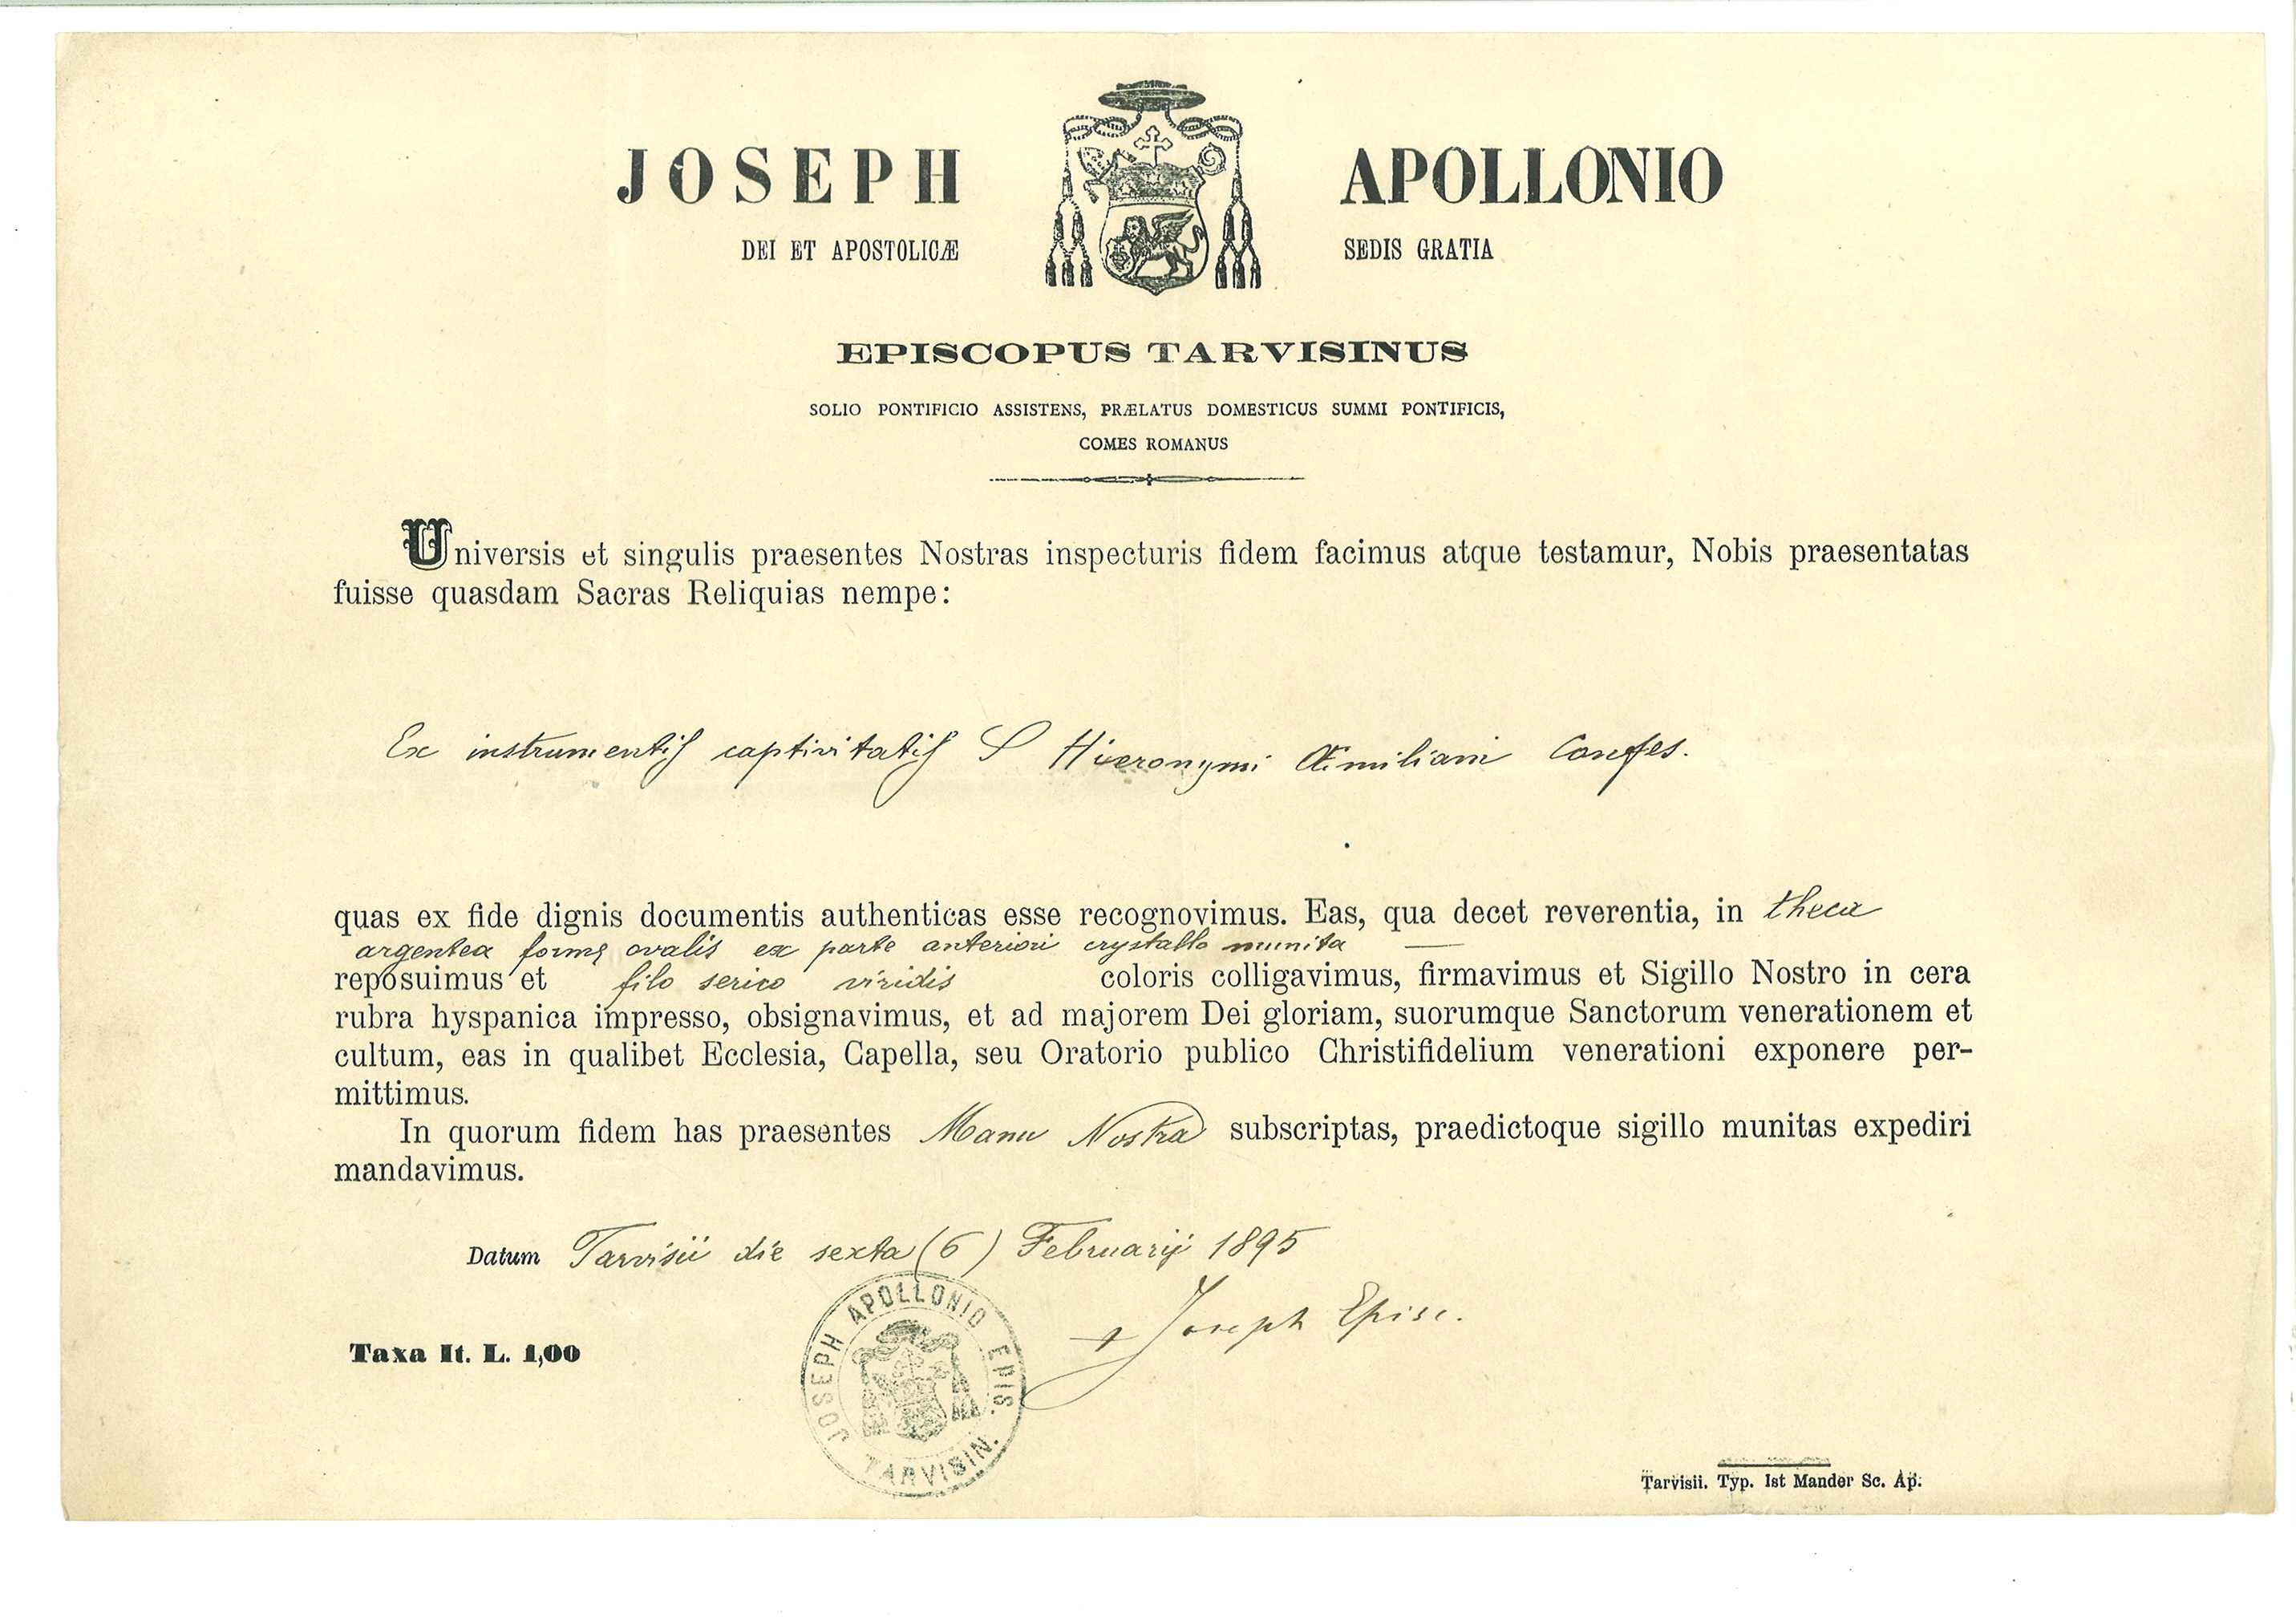 JOSEPH APOLLONIO
DEI ET APOSTOLICÆ SEDIS GRATIA
EPISCOPUS TARVISINUS
SOLIO PONTIFICIO ASSISTENS, PRÆLATUS DOMESTICUS SUMMI PONTIFICIS,
COMES ROMANUS
Universis et singulis praesentes Nostras inspecturis fidem facimus atque testamur, Nobis praesentatas
fuisse quasdam Sacras Reliquias nempe:
Ex instrumentis captivitatis S Hieronymi Æmiliani Confes.
quas ex fide dignis documentis authenticas esse recognovimus. Eas, qua decet reverentia, in theca
argentea formę ovalis ex parte anteriori crystallo munita —
reposuimus et filo serico viridis coloris colligavimus, firmavimus et Sigillo Nostro in cera
rubra hyspanica impresso, obsignavimus, et ad majorem Dei gloriam, suorumque Sanctorum venerationem et
cultum, eas in qualibet Ecclesia, Capella, seu Oratorio publico Christifidelium venerationi exponere per-
mittimus.
In quorum fidem has praesentes Manu Nostra subscriptas, praedictoque sigillo munitas expediri
mandavimus.
Datum Tarvisii die sexta (6) Februarij 1895
+ Joseph Episc.
JOSEPH APOLLONIO EPIS. TARVISIN.
Taxa It. L. 1,00
Tarvisii. Typ. Ist Mander Sc. Ap.